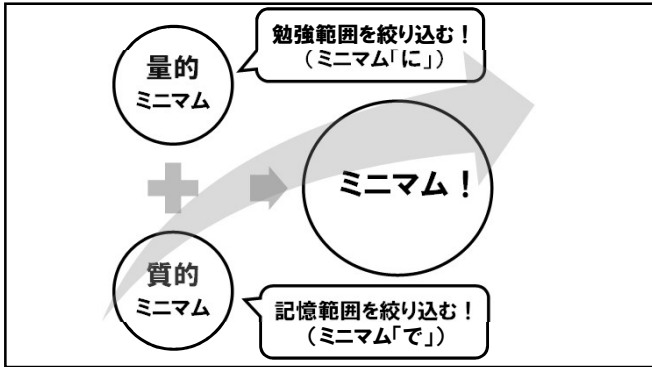 勉強範囲を絞り込む！
（ミニマム「に」）
量的
ミニマム
ミニマム！
質的
ミニマム
記憶範囲を絞り込む！
（ミニマム「で」）